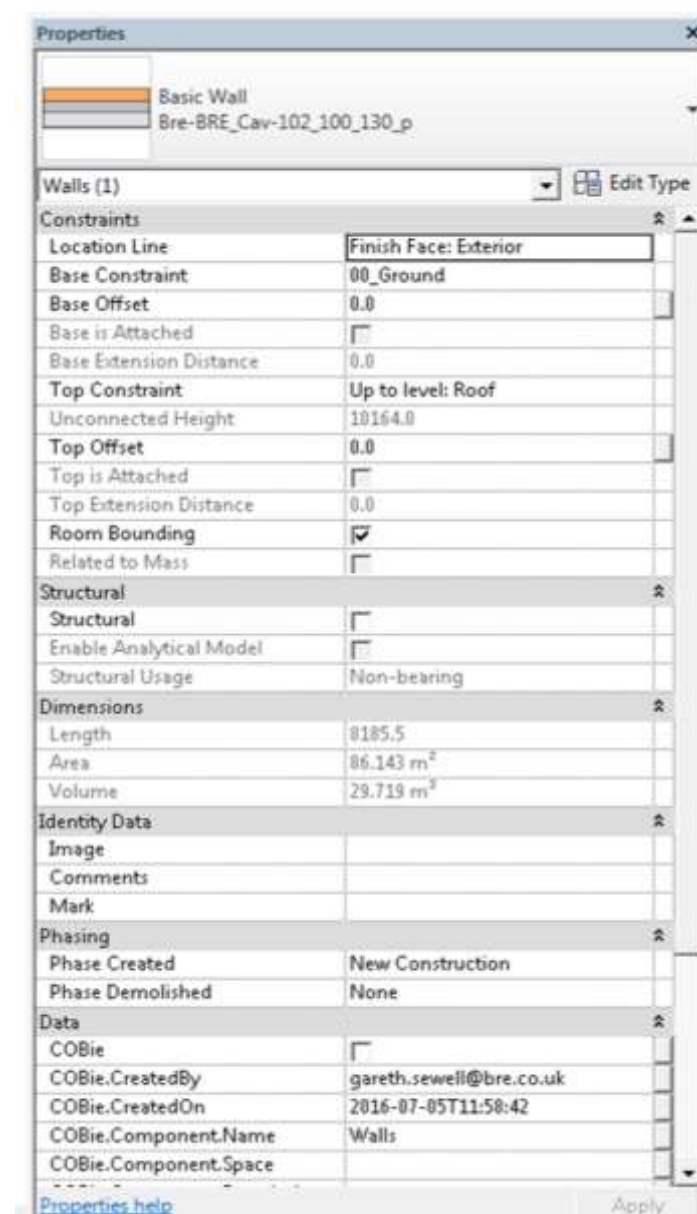 Properties
Basic Wall
Bre-BRE_Cav-102_100_130_p
Walls (1) Edit Type
Constraints
Location Line Finish Face: Exterior
Base Constraint 00_Ground
Base Offset 0.0
Base is Attached
Base Extension Distance 0.0
Top Constraint Up to level: Roof
Unconnected Height 10164.0
Top Offset 0.0
Top is Attached
Top Extension Distance 0.0
Room Bounding
Related to Mass
Structural
Structural
Enable Analytical Model
Structural Usage Non-bearing
Dimensions
Length 8185.5
Area 86.143 m²
Volume 29.719 m³
Identity Data
Image
Comments
Mark
Phasing
Phase Created New Construction
Phase Demolished None
Data
COBie
COBie.CreatedBy gareth.sewell@bre.co.uk
COBie.CreatedOn 2016-07-05T11:58:42
COBie.Component.Name Walls
COBie.Component.Space
Properties help Apply